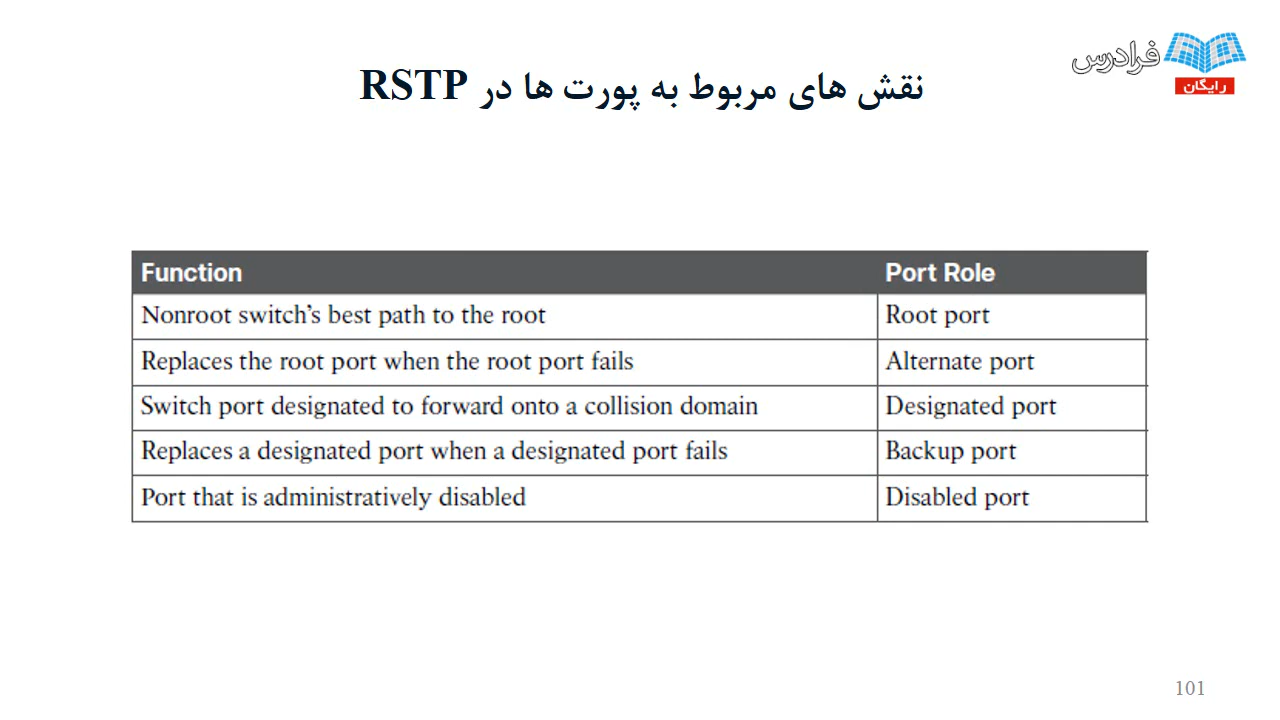 فرادرس
رایگان
نقش های مربوط به پورت ها در RSTP
Function Port Role
Nonroot switch’s best path to the root Root port
Replaces the root port when the root port fails Alternate port
Switch port designated to forward onto a collision domain Designated port
Replaces a designated port when a designated port fails Backup port
Port that is administratively disabled Disabled port
101